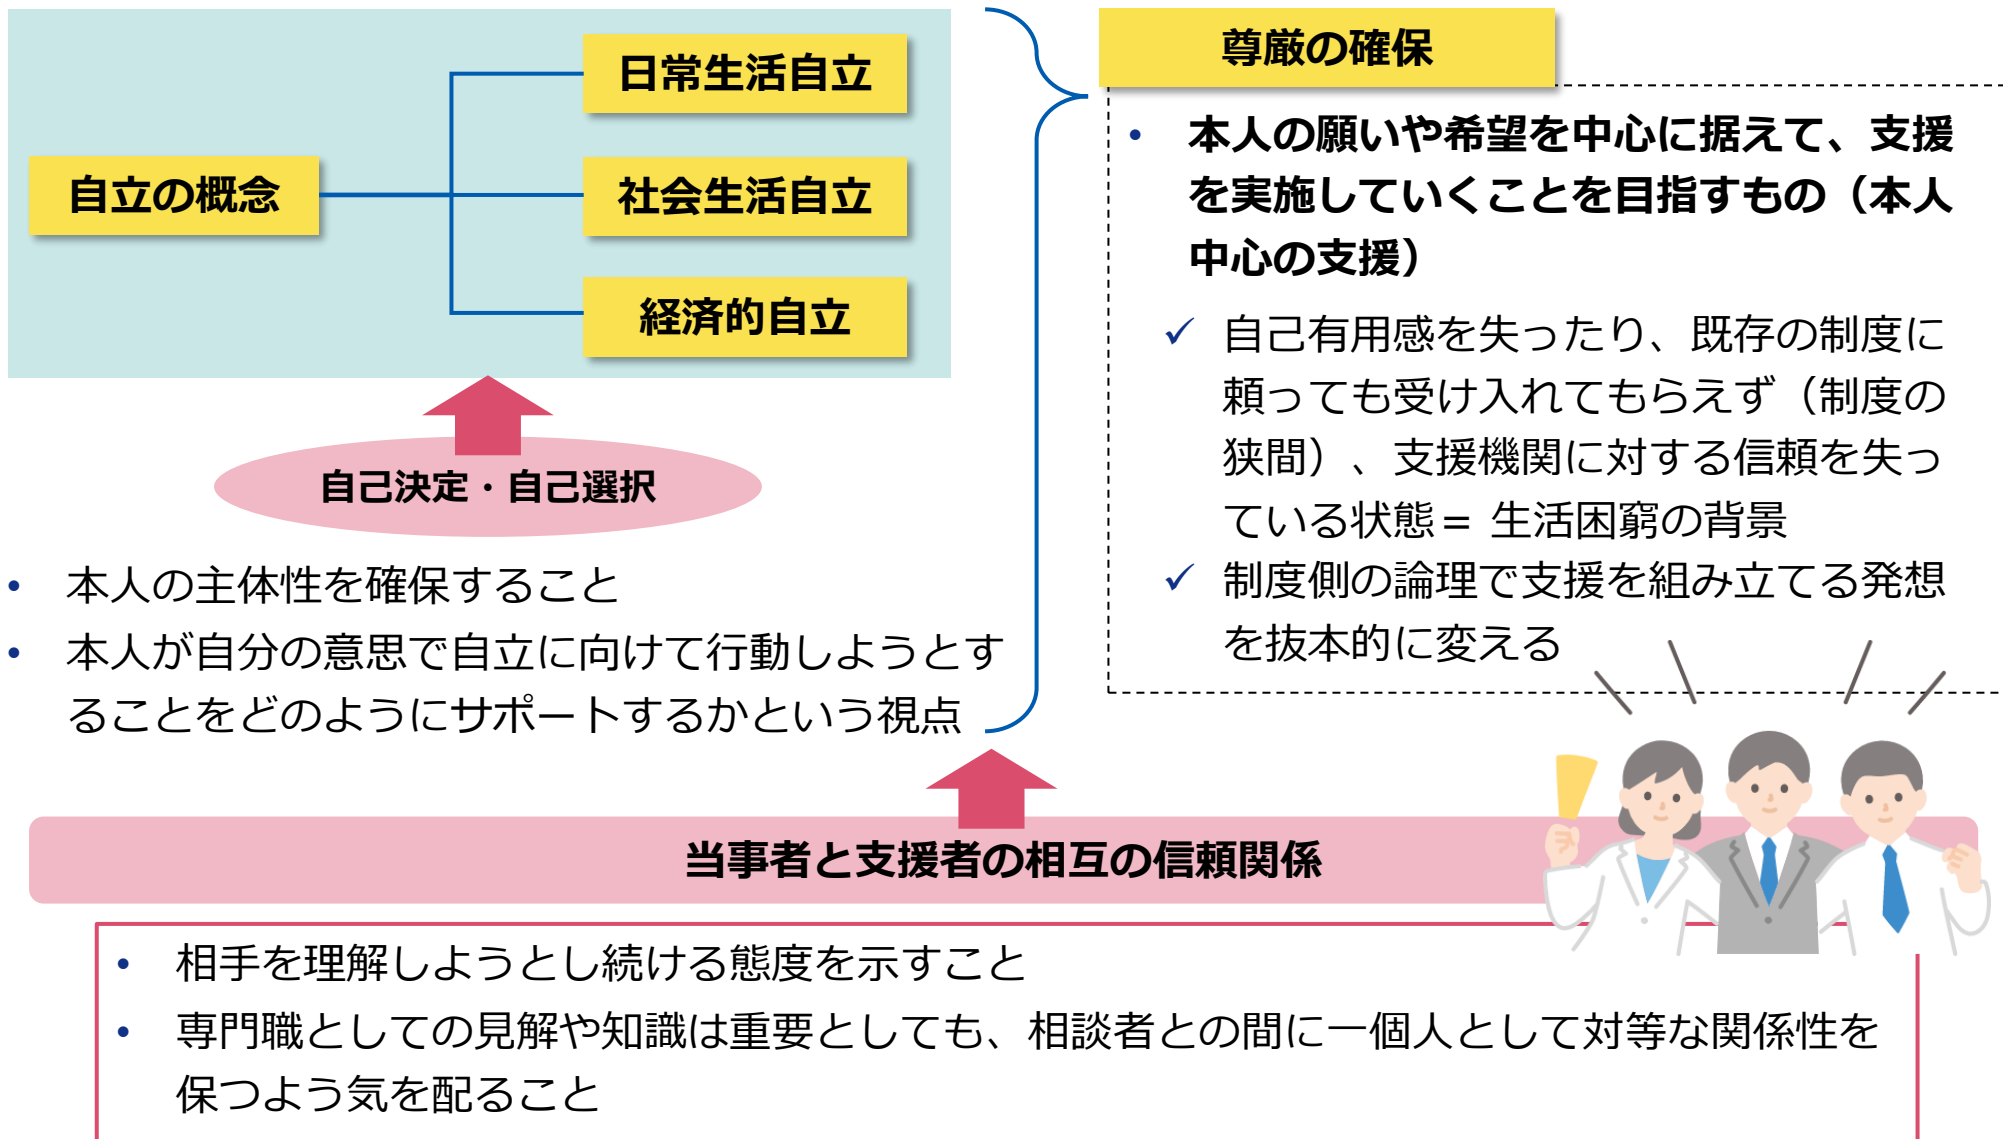 自立の概念
日常生活自立
社会生活自立
経済的自立
自己決定・自己選択
• 本人の主体性を確保すること
• 本人が自分の意思で自立に向けて行動しようとす
ることをどのようにサポートするかという視点
尊厳の確保
• 本人の願いや希望を中心に据えて、支援
を実施していくことを目指すもの（本人
中心の支援）
✓ 自己有用感を失ったり、既存の制度に
頼っても受け入れてもらえず（制度の
狭間）、支援機関に対する信頼を失っ
ている状態＝ 生活困窮の背景
✓ 制度側の論理で支援を組み立てる発想
を抜本的に変える
当事者と支援者の相互の信頼関係
• 相手を理解しようとし続ける態度を示すこと
• 専門職としての見解や知識は重要としても、相談者との間に一個人として対等な関係性を
保つよう気を配ること